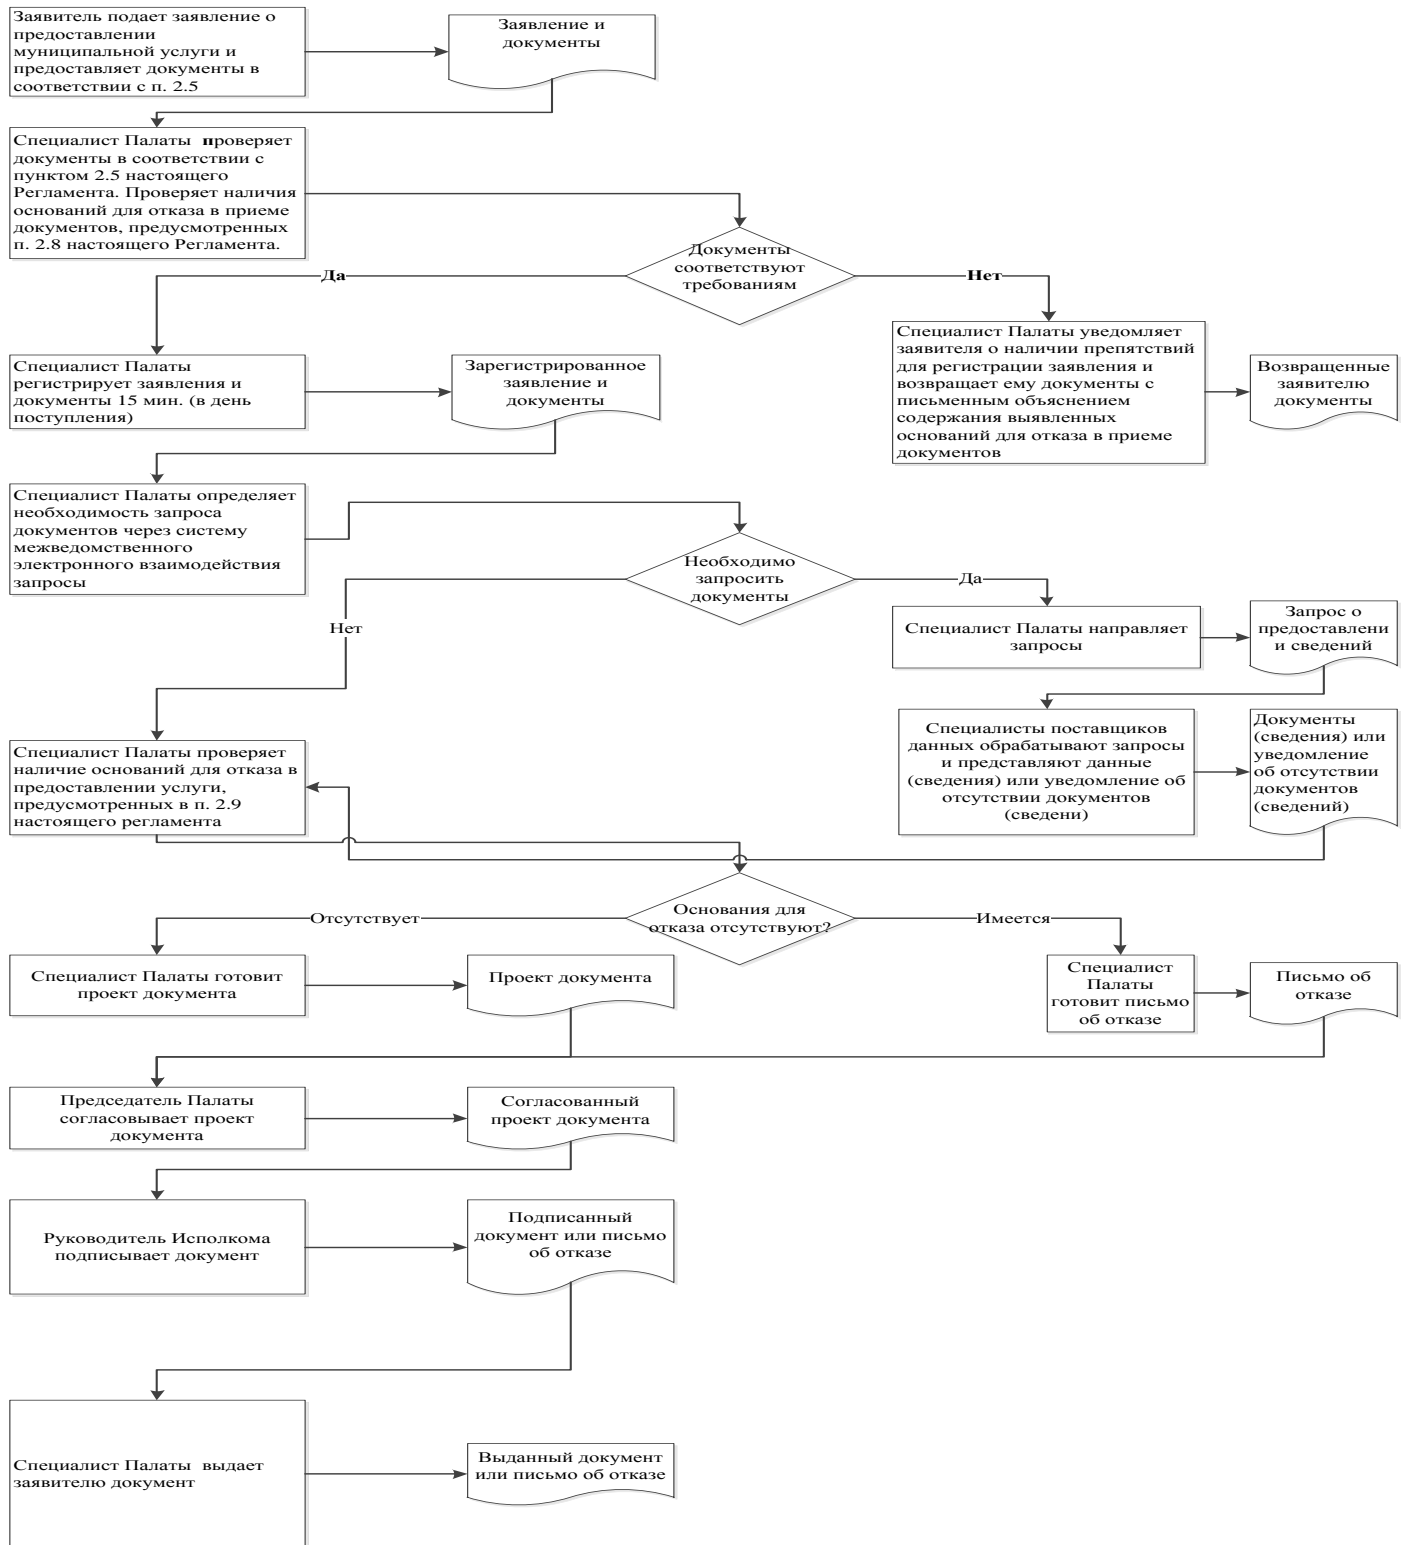 Заявитель подает заявление о
предоставлении
муниципальной услуги и
предоставляет документы в
соответствии с п. 2.5
Заявление и
документы
Специалист Палаты проверяет
документы в соответствии с
пунктом 2.5 настоящего
Регламента. Проверяет наличия
оснований для отказа в приеме
документов, предусмотренных
п. 2.8 настоящего Регламента.
Документы
соответствуют
требованиям
Да
Нет
Специалист Палаты
регистрирует заявления и
документы 15 мин. (в день
поступления)
Зарегистрированное
заявление и
документы
Специалист Палаты уведомляет
заявителя о наличии препятствий
для регистрации заявления и
возвращает ему документы с
письменным объяснением
содержания выявленных
оснований для отказа в приеме
документов
Возвращенные
заявителю
документы
Специалист Палаты определяет
необходимость запроса
документов через систему
межведомственного
электронного взаимодействия
запросы
Необходимо
запросить
документы
Да
Нет
Специалист Палаты направляет
запросы
Запрос о
предоставлени
и сведений
Специалисты поставщиков
данных обрабатывают запросы
и представляют данные
(сведения) или уведомление об
отсутствии документов
(сведени)
Документы
(сведения) или
уведомление
об отсутствии
документов
(сведений)
Специалист Палаты проверяет
наличие оснований для отказа в
предоставлении услуги,
предусмотренных в п. 2.9
настоящего регламента
Основания для
отказа отсутствуют?
Отсутствует
Имеется
Специалист Палаты готовит
проект документа
Проект документа
Специалист
Палаты
готовит письмо
об отказе
Письмо об
отказе
Председатель Палаты
согласовывает проект
документа
Согласованный
проект документа
Руководитель Исполкома
подписывает документ
Подписанный
документ или письмо
об отказе
Специалист Палаты выдает
заявителю документ
Выданный документ
или письмо об отказе